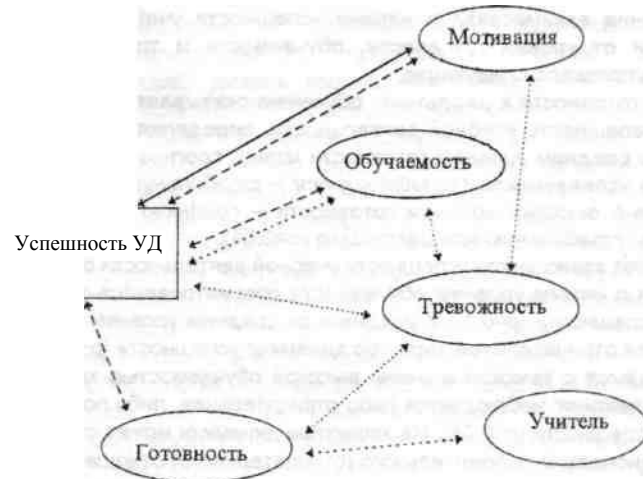 Мотивация
Обучаемость
Успешность УД
Тревожность
Учитель
Готовность